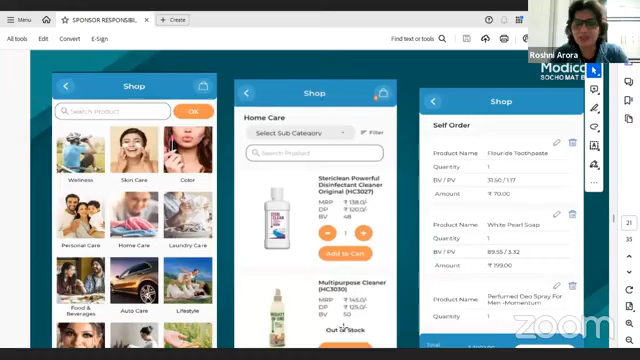 Menu
SPONSOR RESPONSIBL...
+ Create
All tools
Edit
Convert
E-Sign
Find text or tools
Roshni Arora
Modica
SOCHO MAT B
Shop
Search Product
OK
Wellness
Skin Care
Color
Personal Care
Home Care
Laundry Care
Food &
Beverages
Auto Care
Lifestyle
Shop
Home Care
Select Sub Category
Filter
Search Product
Stericlean Powerful
Disinfectant Cleaner
Original (HC3027)
MRP ₹ 138.0/-
DP ₹ 120.0/-
BV 48
1
Add to Cart
Multipurpose Cleaner
(HC3030)
MRP ₹ 145.0/-
DP ₹ 125.0/-
BV 50
Out of Stock
Shop
Self Order
Product Name Flouride Toothpaste
Quantity 1
BV / PV 31.50 / 1.17
Amount ₹ 70.00
Product Name White Pearl Soap
Quantity 1
BV / PV 89.55 / 3.32
Amount ₹ 199.00
Product Name Perfumed Deo Spray For
Men -Momentum
Quantity 1
Total
21
35
zoom